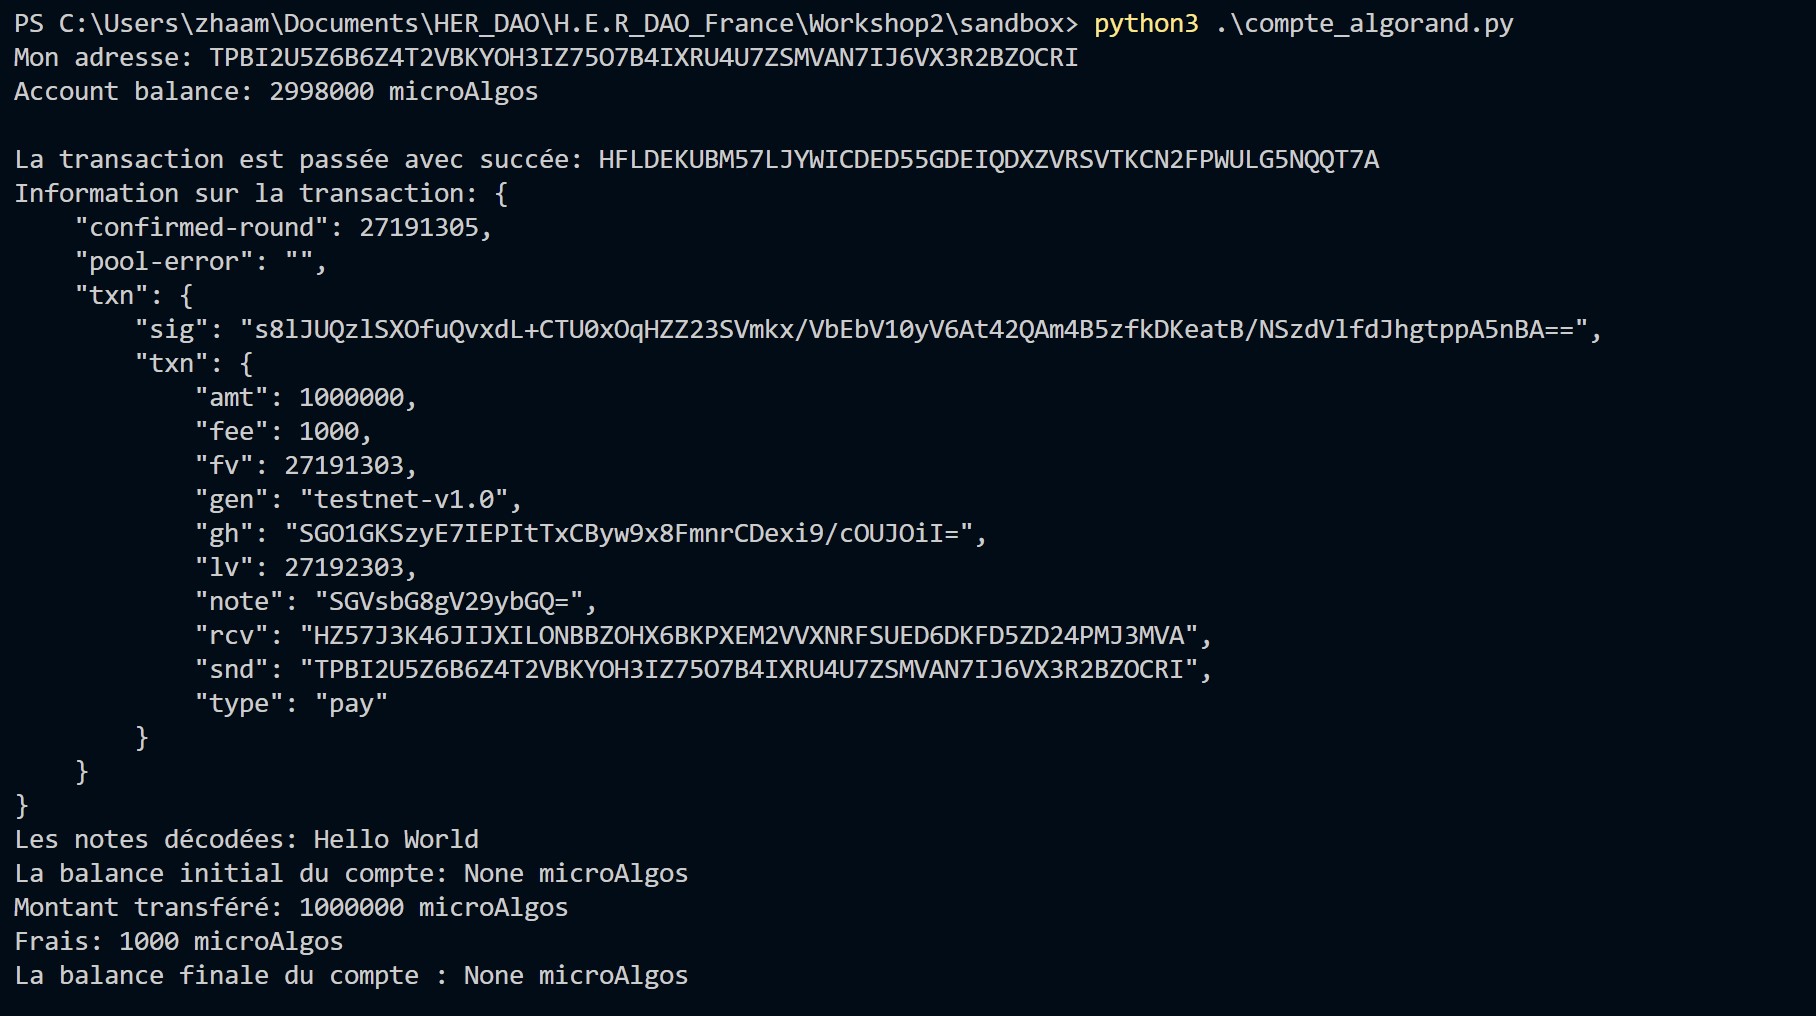 PS C:\Users\zhaam\Documents\HER_DAO\H.E.R_DAO_France\Workshop2\sandbox> python3 .\compte_algorand.py
Mon adresse: TPBI2U5Z6B6Z4T2VBKYOH3IZ75O7B4IXRU4U7ZSMVAN7IJ6VX3R2BZOCRI
Account balance: 2998000 microAlgos
La transaction est passée avec succée: HFLDEKUBM57LJYWICDED55GDEIQDXZVRSVTKCN2FPWULG5NQQT7A
Information sur la transaction: {
    "confirmed-round": 27191305,
    "pool-error": "",
    "txn": {
        "sig": "s8lJUQzlSXOfuQvxdL+CTU0xOqHZZ23SVmkx/VbEbV10yV6At42QAm4B5zfkDKeatB/NSzdVlfdJhgtppA5nBA==",
        "txn": {
            "amt": 1000000,
            "fee": 1000,
            "fv": 27191303,
            "gen": "testnet-v1.0",
            "gh": "SGO1GKSzyE7IEPItTxCByw9x8FmnrCDexi9/cOUJOiI=",
            "lv": 27192303,
            "note": "SGVsbG8gV29ybGQ=",
            "rcv": "HZ57J3K46JIJXILONBBZOHX6BKPXEM2VVXNRFSUED6DKFD5ZD24PMJ3MVA",
            "snd": "TPBI2U5Z6B6Z4T2VBKYOH3IZ75O7B4IXRU4U7ZSMVAN7IJ6VX3R2BZOCRI",
            "type": "pay"
        }
    }
}
Les notes décodées: Hello World
La balance initial du compte: None microAlgos
Montant transféré: 1000000 microAlgos
Frais: 1000 microAlgos
La balance finale du compte : None microAlgos